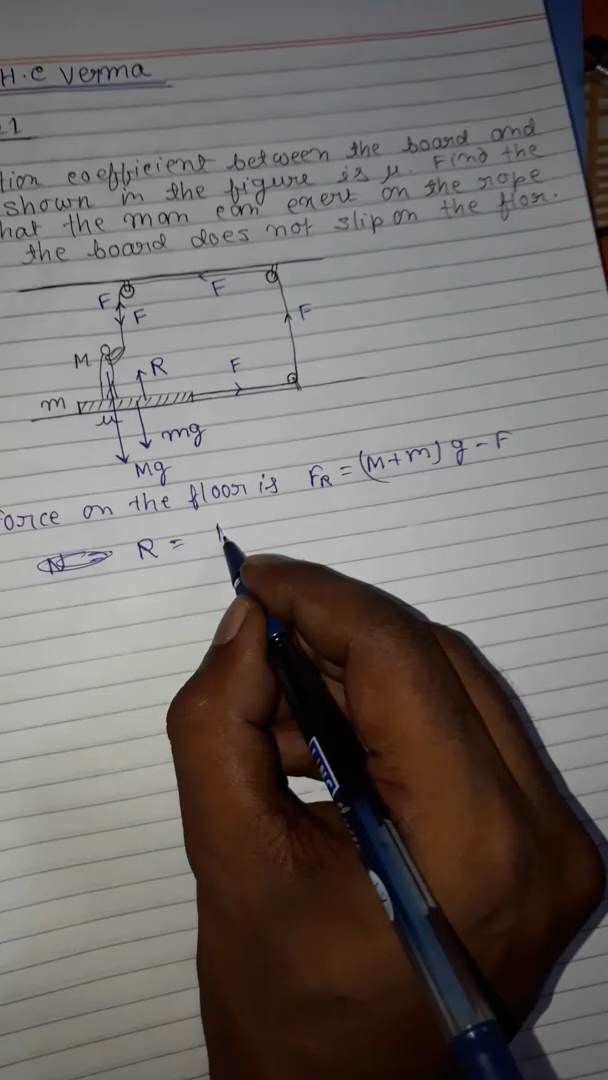 H.C Verma
21
tion coefficient between the board and
shown in the figure is μ. Find the
hat the man can exert on the rope
the board does not slip on the flor.
F
F F
F
M R F
m
μ mg
Mg
orce on the floor is F_R = (M+m) g - F
R =